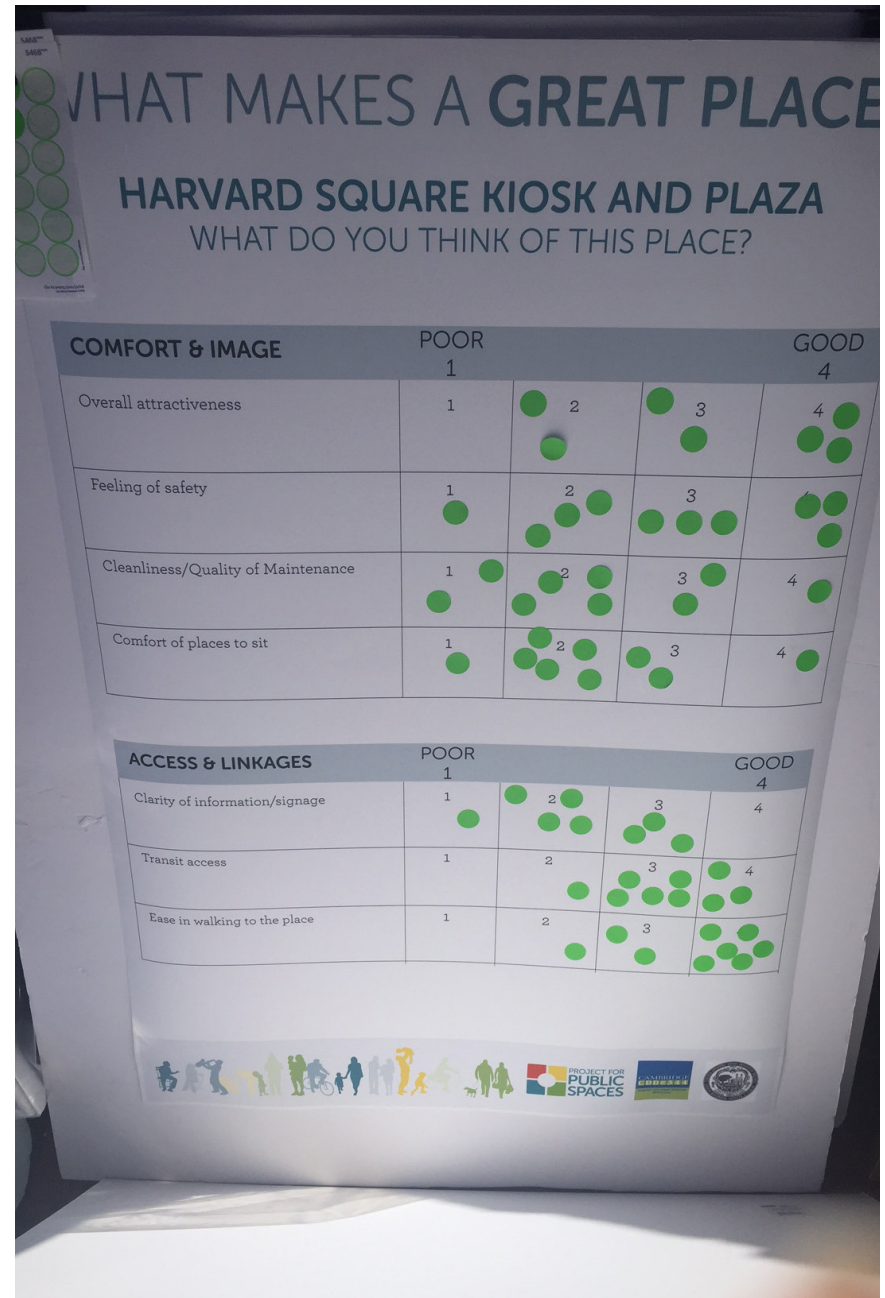 WHAT MAKES A GREAT PLACE
HARVARD SQUARE KIOSK AND PLAZA
WHAT DO YOU THINK OF THIS PLACE?
COMFORT & IMAGE POOR GOOD
1 4
Overall attractiveness 1 2 3 4
Feeling of safety 1 2 3
Cleanliness/Quality of Maintenance 1 2 3 4
Comfort of places to sit 1 2 3 4
ACCESS & LINKAGES POOR GOOD
1 4
Clarity of information/signage 1 2 3 4
Transit access 1 2 3 4
Ease in walking to the place 1 2 3
PROJECT FOR
PUBLIC
SPACES
CAMBRIDGE